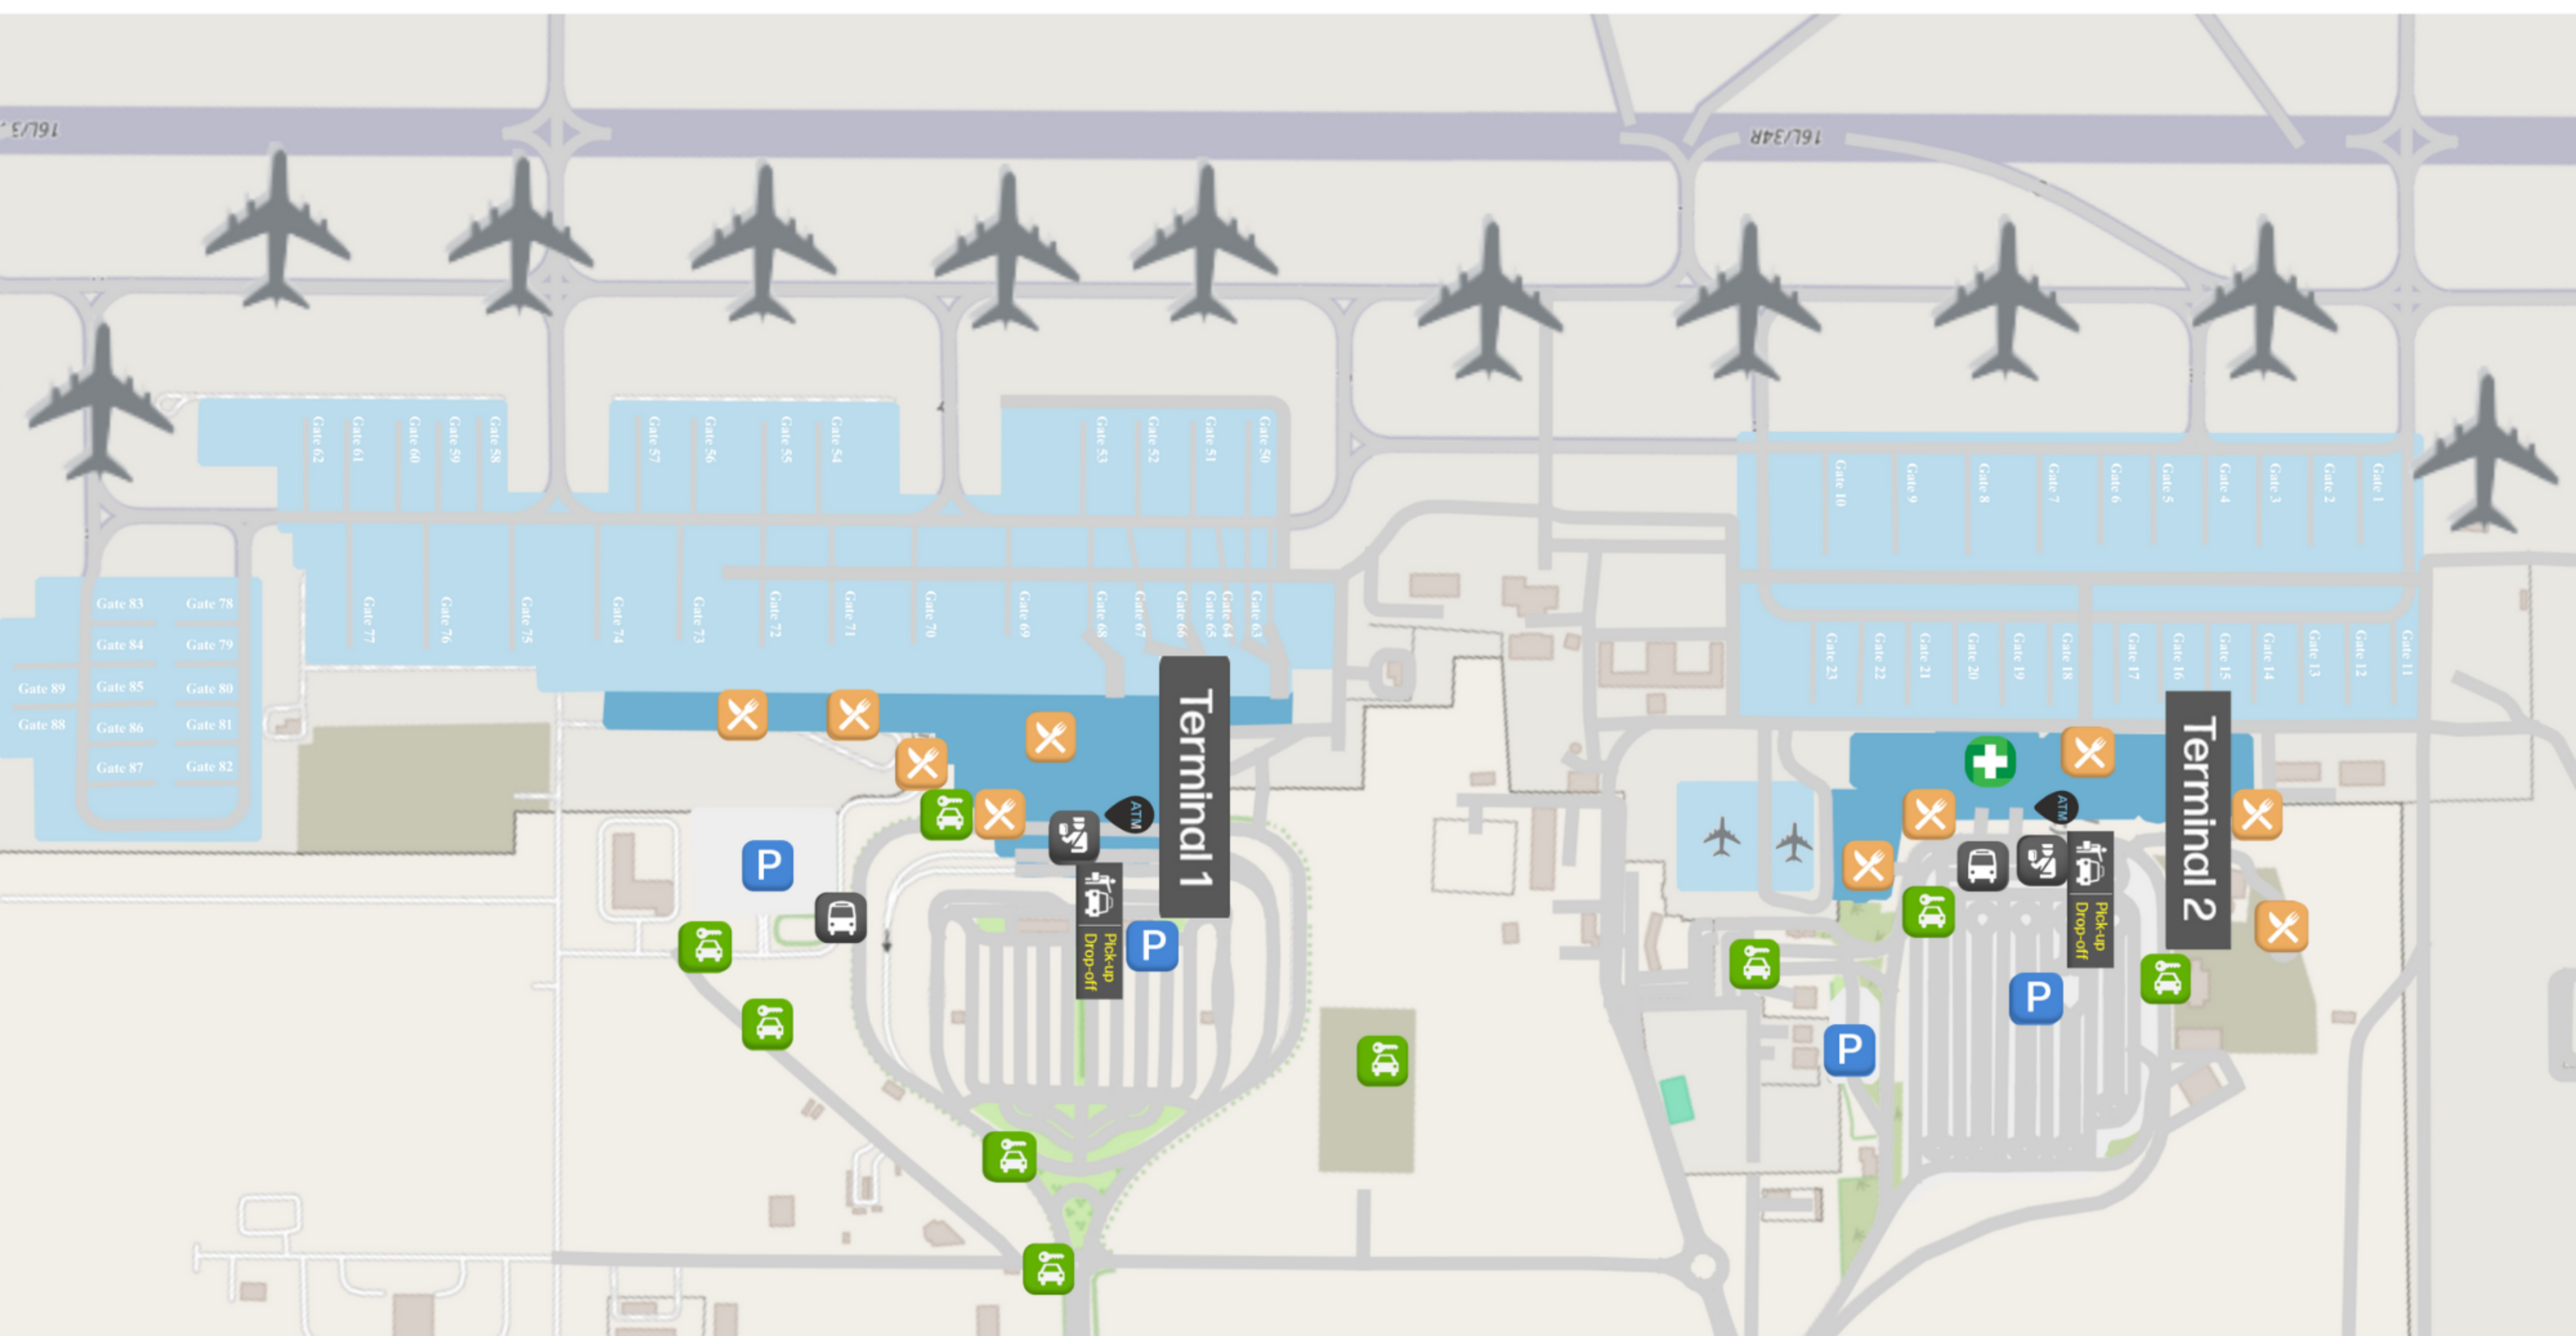 16L/3
16L/34R
Gate 62
Gate 61
Gate 60
Gate 59
Gate 58
Gate 57
Gate 56
Gate 55
Gate 54
Gate 53
Gate 52
Gate 51
Gate 50
Gate 10
Gate 9
Gate 8
Gate 7
Gate 6
Gate 5
Gate 4
Gate 3
Gate 2
Gate 1
Gate 83
Gate 78
Gate 84
Gate 79
Gate 89
Gate 85
Gate 80
Gate 88
Gate 86
Gate 81
Gate 87
Gate 82
Gate 77
Gate 76
Gate 75
Gate 74
Gate 73
Gate 72
Gate 71
Gate 70
Gate 69
Gate 68
Gate 67
Gate 66
Gate 65
Gate 64
Gate 63
Gate 23
Gate 22
Gate 21
Gate 20
Gate 19
Gate 18
Gate 17
Gate 16
Gate 15
Gate 14
Gate 13
Gate 12
Gate 11
Terminal 1
ATM
P
Pick-up
Drop-off
P
Terminal 2
ATM
Pick-up
Drop-off
P
P